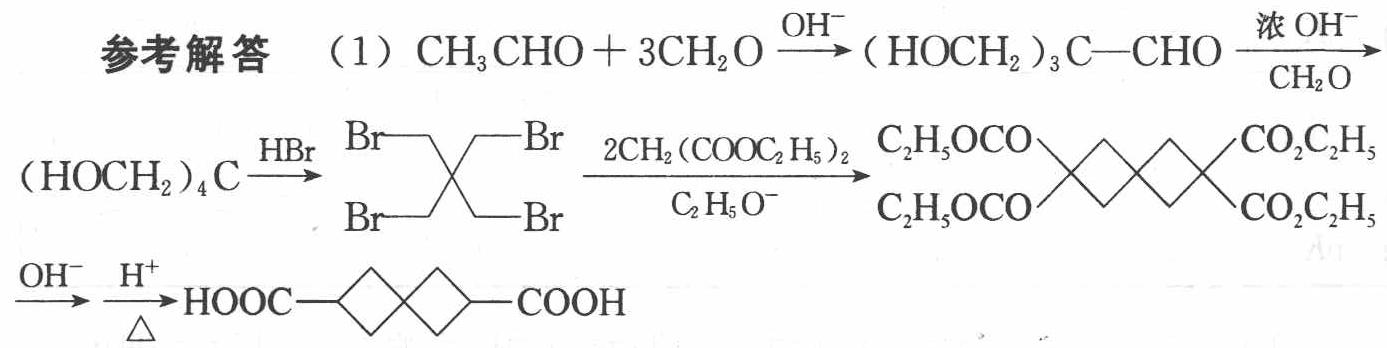 参考解答 (1) CH₃CHO + 3CH₂O —OH⁻→ (HOCH₂)₃C—CHO —浓 OH⁻ / CH₂O→
(HOCH₂)₄C —HBr→ Br Br Br Br —2CH₂(COOC₂H₅)₂ / C₂H₅O⁻→ C₂H₅OCO C₂H₅OCO CO₂C₂H₅ CO₂C₂H₅
—OH⁻→ —H⁺ / △→ HOOC— —COOH